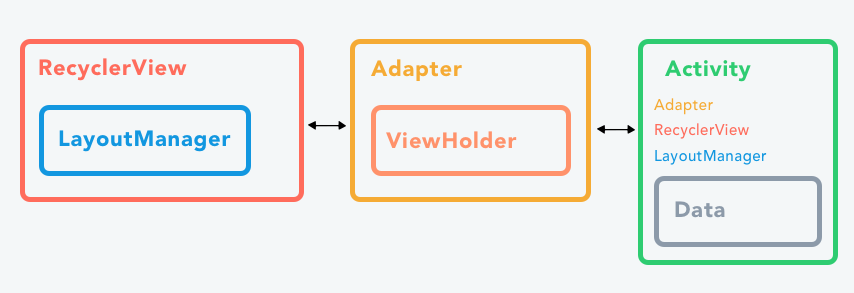 RecyclerView
LayoutManager
Adapter
ViewHolder
Activity
Adapter
RecyclerView
LayoutManager
Data